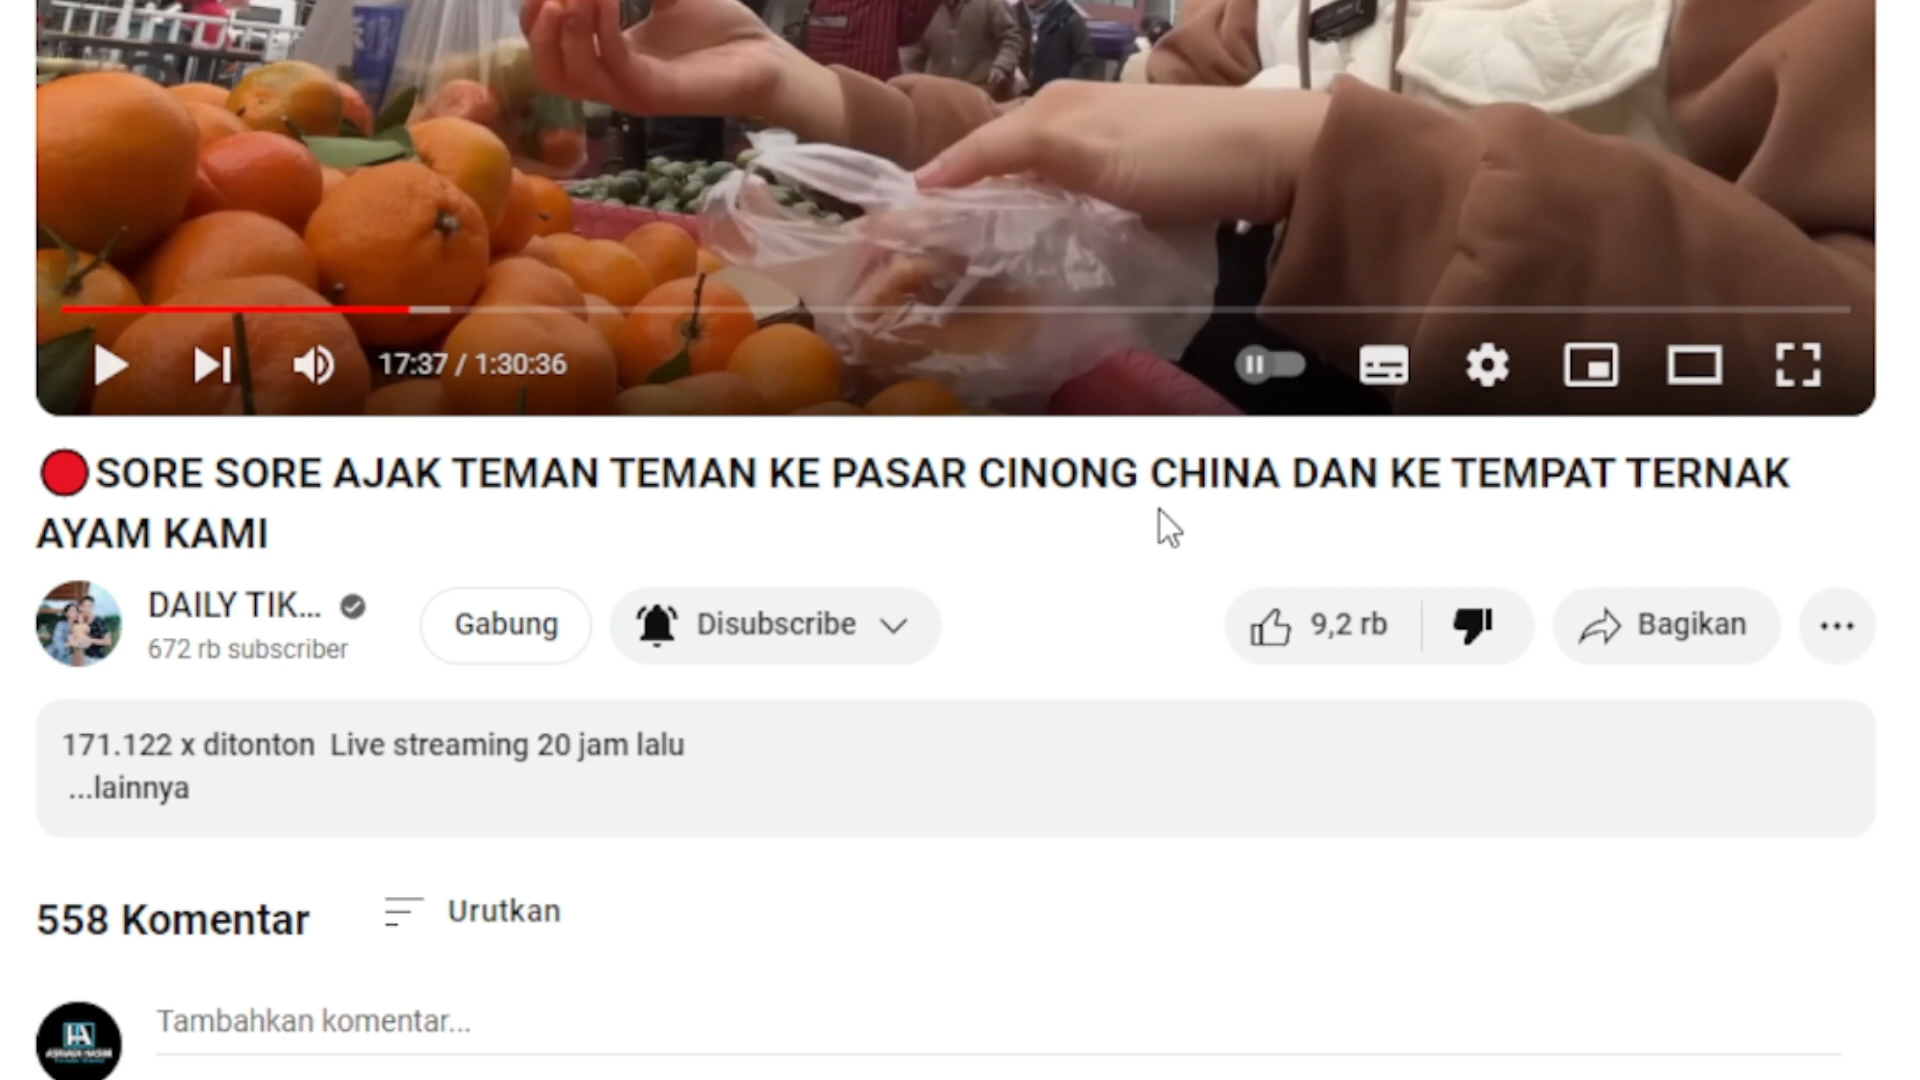 17:37 / 1:30:36
SORE SORE AJAK TEMAN TEMAN KE PASAR CINONG CHINA DAN KE TEMPAT TERNAK
AYAM KAMI
DAILY TIK...
672 rb subscriber
Gabung
Disubscribe
9,2 rb
Bagikan
171.122 x ditonton Live streaming 20 jam lalu
...lainnya
558 Komentar
Urutkan
Tambahkan komentar...